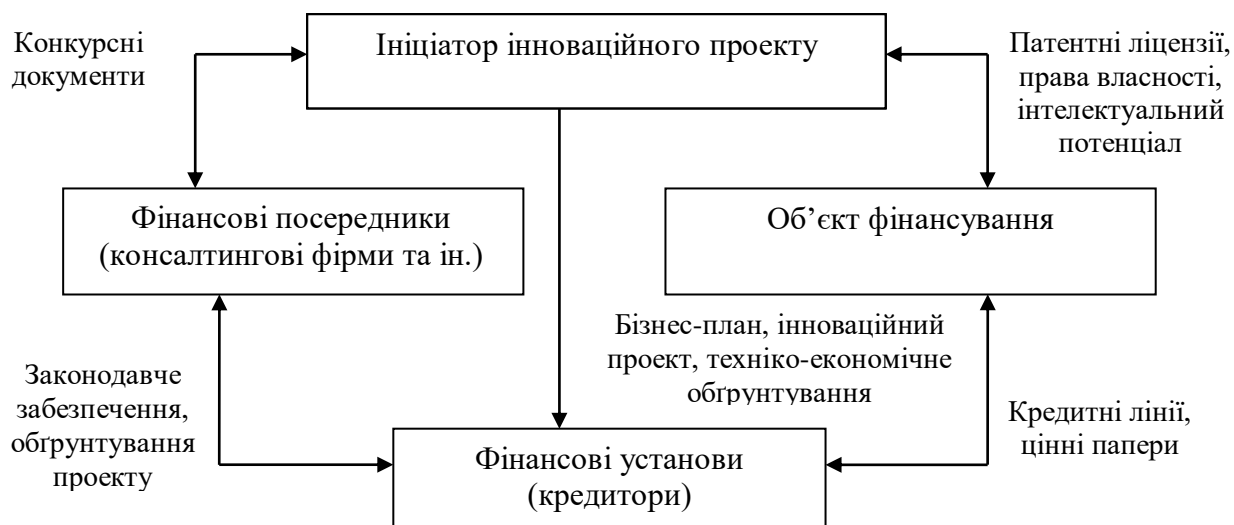 Ініціатор інноваційного проекту
Конкурсні
документи
Патентні ліцензії,
права власності,
інтелектуальний
потенціал
Фінансові посередники
(консалтингові фірми та ін.)
Об’єкт фінансування
Бізнес-план, інноваційний
проект, техніко-економічне
обґрунтування
Законодавче
забезпечення,
обґрунтування
проекту
Кредитні лінії,
цінні папери
Фінансові установи
(кредитори)